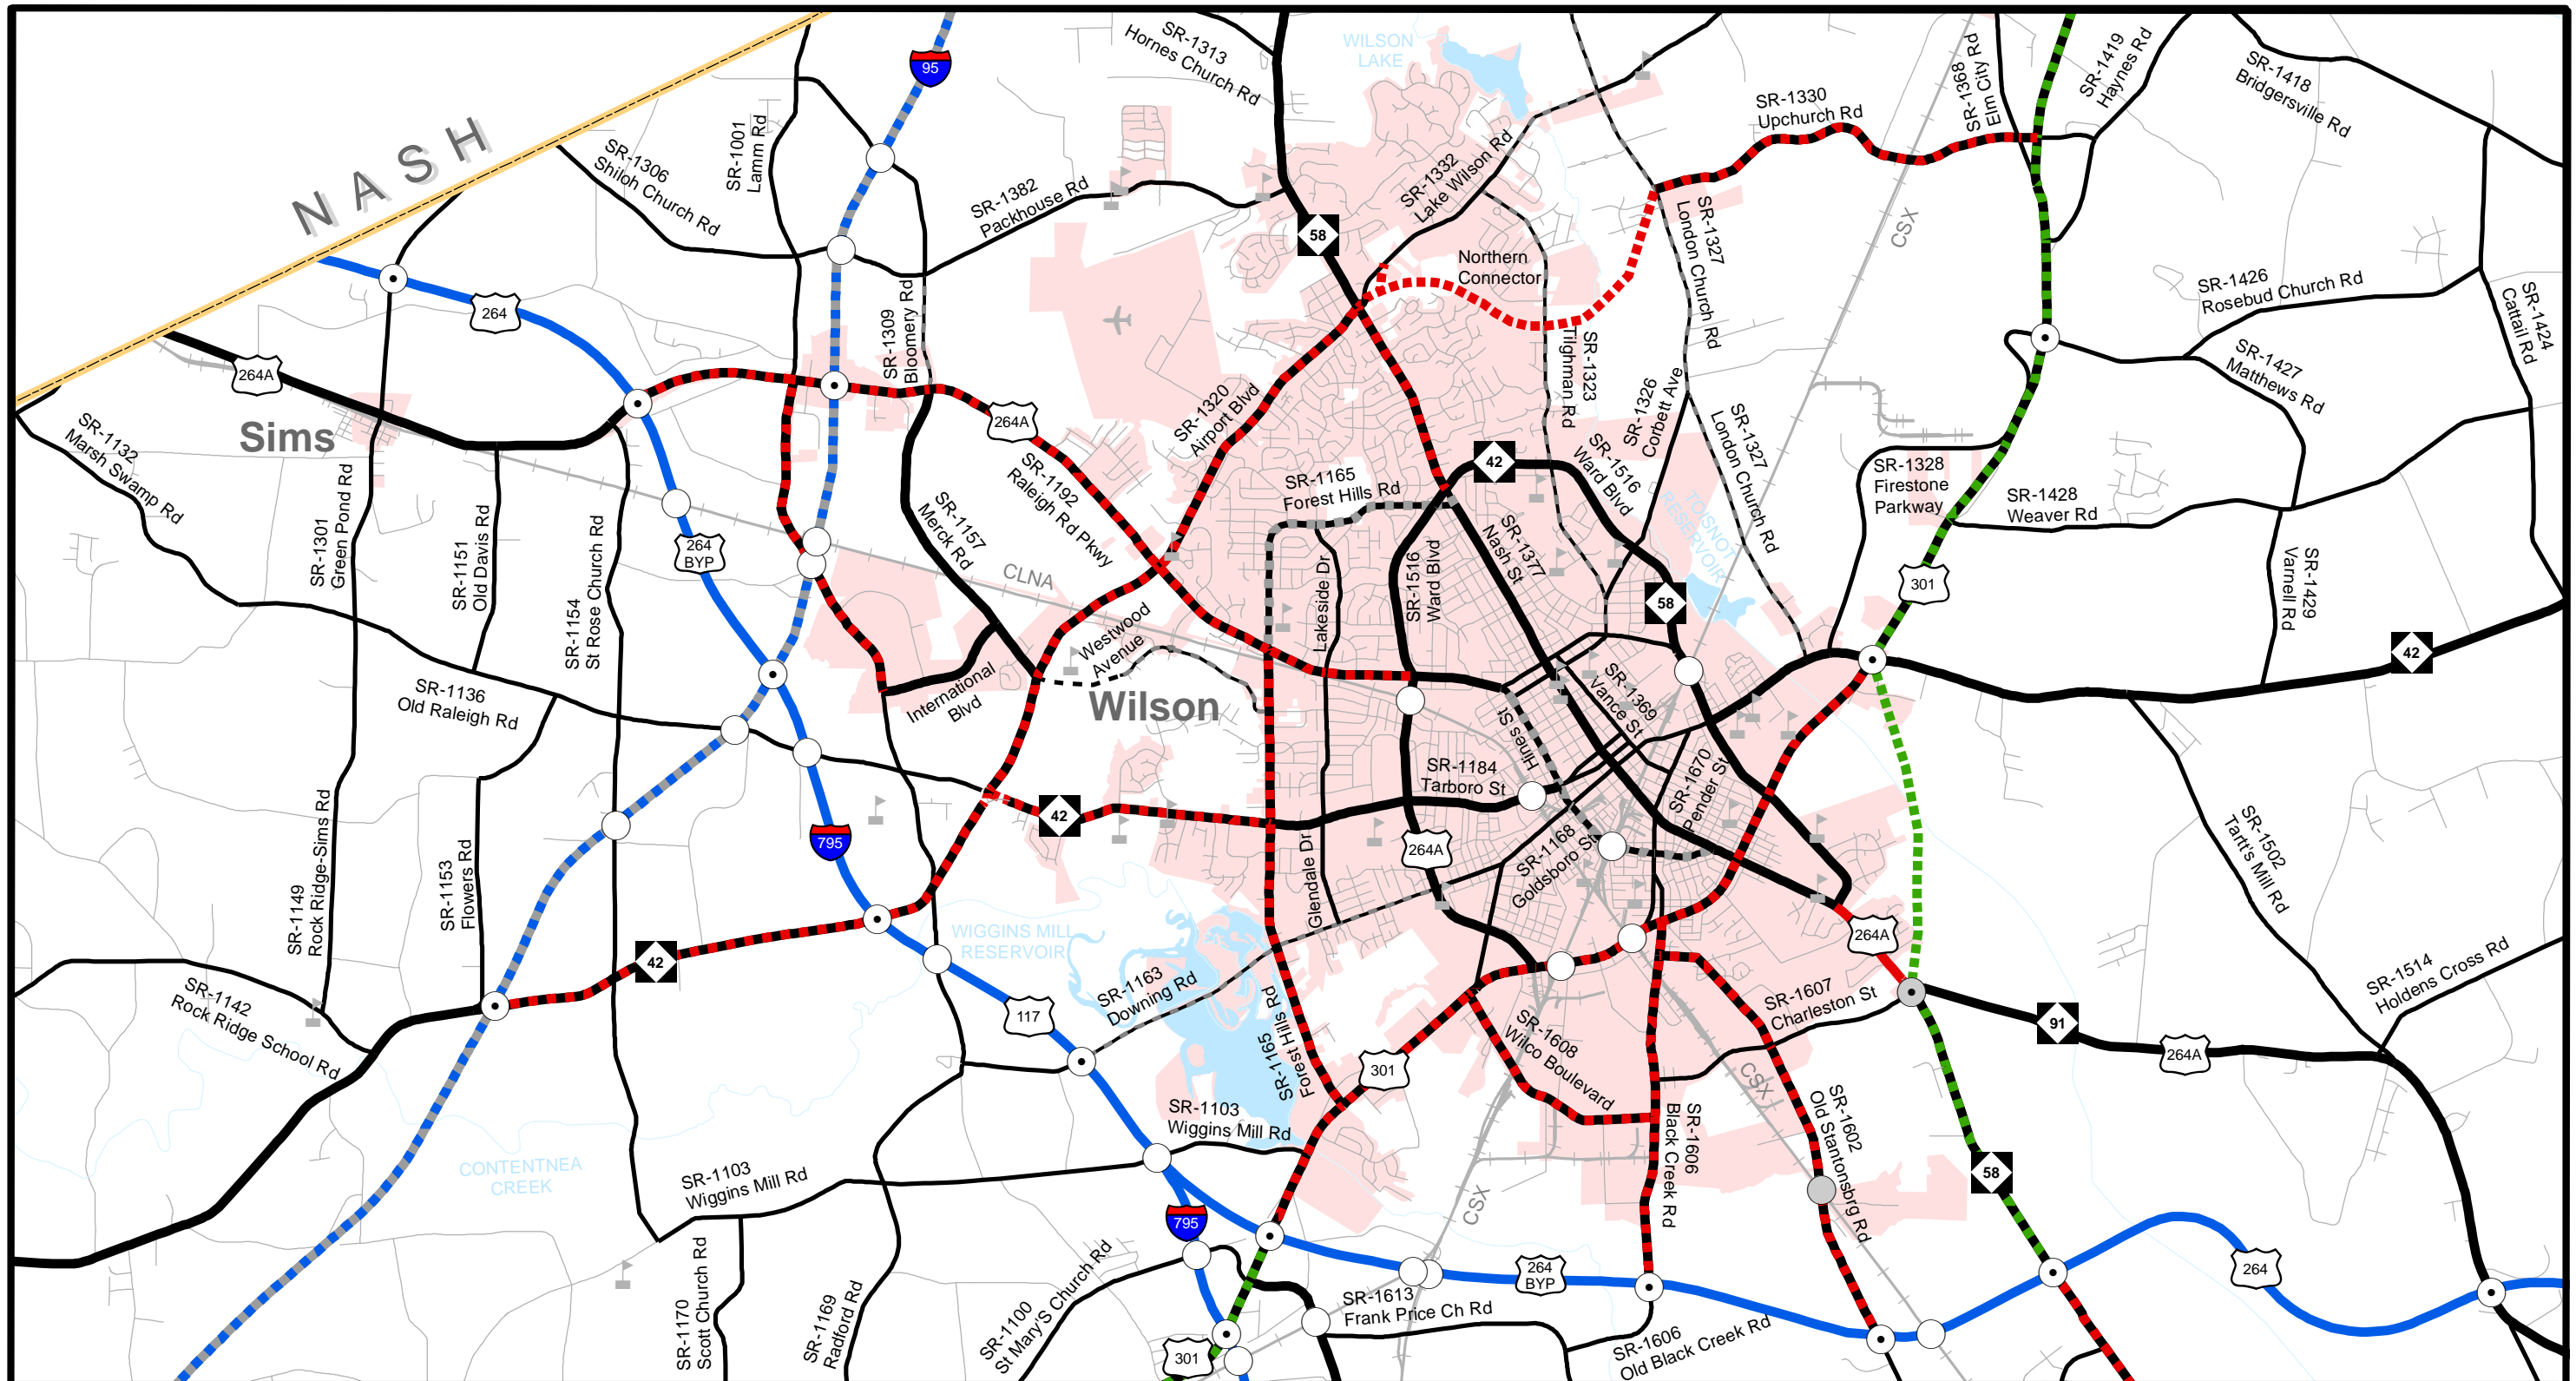 SR-1313
Hornes Church Rd
WILSON
LAKE
95
SR-1368
Elm City Rd
SR-1419
Haynes Rd
SR-1418
Bridgersville Rd
SR-1330
Upchurch Rd
NASH
SR-1306
Shiloh Church Rd
SR-1001
Lamm Rd
SR-1382
Packhouse Rd
SR-1332
Lake Wilson Rd
58
SR-1327
London Church Rd
CSX
Northern
Connector
264
SR-1426
Rosebud Church Rd
SR-1424
Cattail Rd
SR-1309
Bloomery Rd
SR-1323
Tilghman Rd
SR-1427
Matthews Rd
264A
264A
SR-1320
Airport Blvd
SR-1326
Corbett Ave
SR-1327
London Church Rd
Sims
SR-1132
Marsh Swamp Rd
SR-1192
Raleigh Rd Pkwy
SR-1165
Forest Hills Rd
42
SR-1516
Ward Blvd
SR-1328
Firestone
Parkway
SR-1428
Weaver Rd
SR-1301
Green Pond Rd
SR-1151
Old Davis Rd
SR-1154
St Rose Church Rd
264
BYP
SR-1157
Merck Rd
CLNA
Lakeside Dr
SR-1516
Ward Blvd
SR-1377
Nash St
TOISNOT
RESERVOIR
58
301
SR-1429
Varnell Rd
42
Westwood
Avenue
International
Blvd
Wilson
SR-1136
Old Raleigh Rd
Hines St
SR-1369
Vance St
SR-1184
Tarboro St
SR-1670
Pender St
42
795
264A
SR-1149
Rock Ridge-Sims Rd
SR-1153
Flowers Rd
Glendale Dr
SR-1168
Goldsboro St
SR-1502
Tartt's Mill Rd
WIGGINS MILL
RESERVOIR
264A
42
SR-1142
Rock Ridge School Rd
SR-1163
Downing Rd
117
SR-1165
Forest Hills Rd
SR-1607
Charleston St
SR-1514
Holdens Cross Rd
91
264A
SR-1608
Wilco Boulevard
301
CSX
SR-1103
Wiggins Mill Rd
SR-1606
Black Creek Rd
SR-1602
Old Stantonsbrg Rd
CONTENTNEA
CREEK
SR-1103
Wiggins Mill Rd
58
CSX
795
SR-1170
Scott Church Rd
SR-1169
Radford Rd
SR-1100
St Mary'S Church Rd
264
BYP
264
SR-1613
Frank Price Ch Rd
SR-1606
Old Black Creek Rd
301